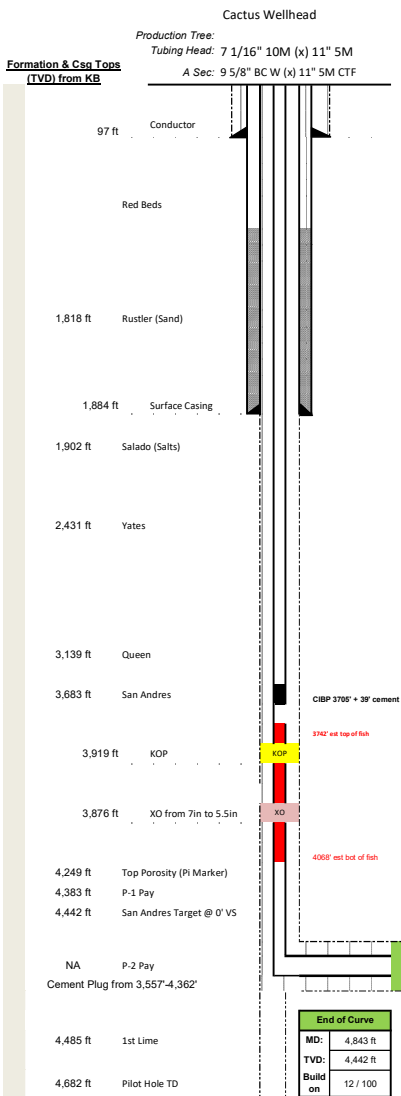 Cactus Wellhead
Production Tree:
Tubing Head: 7 1/16" 10M (x) 11" 5M
Formation & Csg Tops
(TVD) from KB
A Sec: 9 5/8" BC W (x) 11" 5M CTF
97 ft Conductor
Red Beds
1,818 ft Rustler (Sand)
1,884 ft Surface Casing
1,902 ft Salado (Salts)
2,431 ft Yates
3,139 ft Queen
3,683 ft San Andres
CIBP 3705' + 39' cement
3742' est top of fish
3,919 ft KOP
KOP
3,876 ft XO from 7in to 5.5in
XO
4068' est bot of fish
4,249 ft Top Porosity (Pi Marker)
4,383 ft P-1 Pay
4,442 ft San Andres Target @ 0' VS
NA P-2 Pay
Cement Plug from 3,557'-4,362'
End of Curve
4,485 ft 1st Lime
MD: 4,843 ft
TVD: 4,442 ft
4,682 ft Pilot Hole TD
Build
on 12 / 100